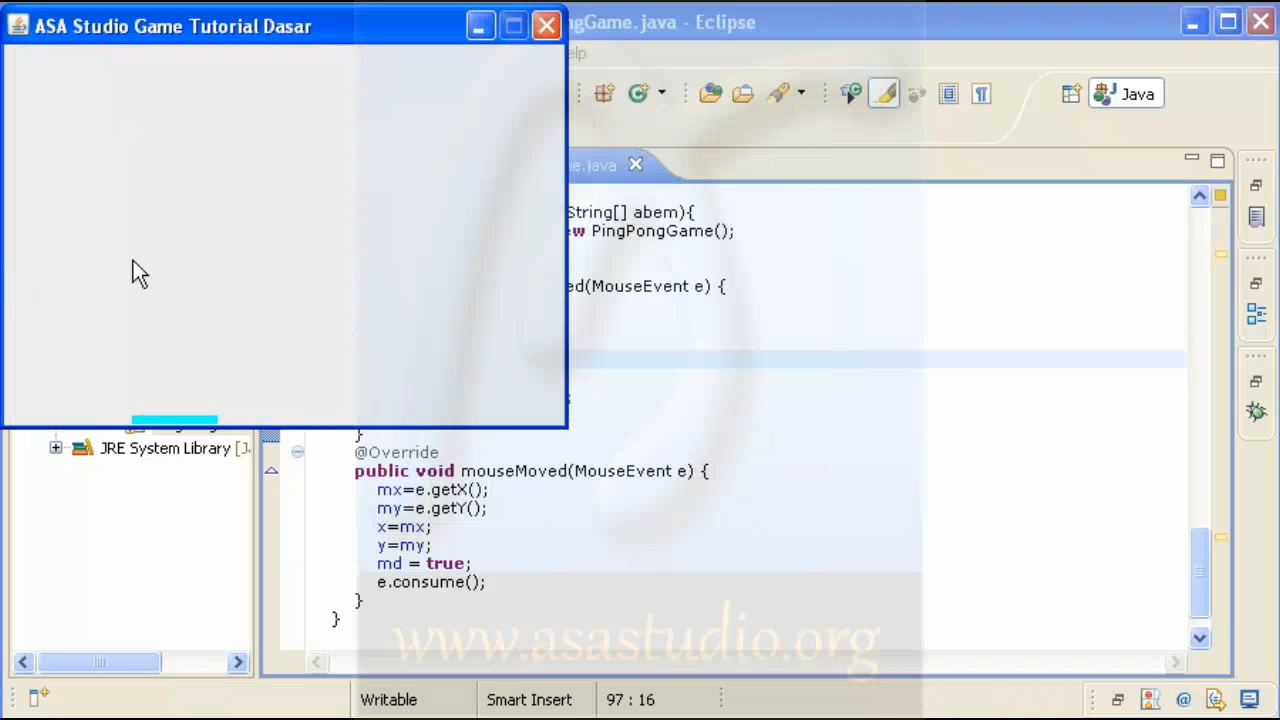 ASA Studio Game Tutorial Dasar
ngGame.java - Eclipse
elp
Java
e.java
String[] abem){
ew PingPongGame();
ed(MouseEvent e) {
}
JRE System Library [J.
@Override
public void mouseMoved(MouseEvent e) {
mx=e.getX();
my=e.getY();
x=mx;
y=my;
md = true;
e.consume();
}
}
www.asastudio.org
Writable
Smart Insert
97 : 16